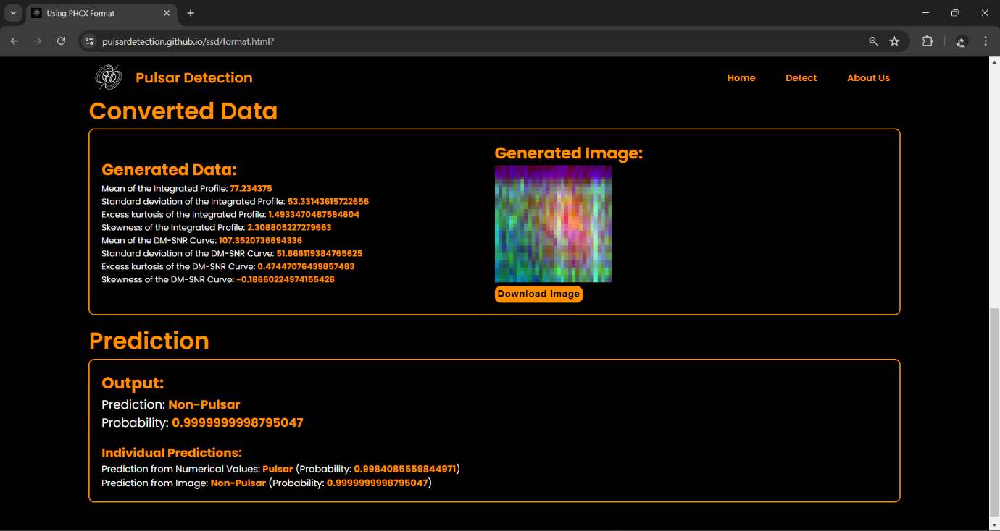 Using PHCX Format
pulsardetection.github.io/ssd/format.html?
Pulsar Detection
Home
Detect
About Us
Converted Data
Generated Data:
Mean of the Integrated Profile: 77.234375
Standard deviation of the Integrated Profile: 53.33143615722656
Excess kurtosis of the Integrated Profile: 1.4933470487594604
Skewness of the Integrated Profile: 2.308805227279663
Mean of the DM-SNR Curve: 107.3520736694336
Standard deviation of the DM-SNR Curve: 51.866119384765625
Excess kurtosis of the DM-SNR Curve: 0.47447076439857483
Skewness of the DM-SNR Curve: -0.18660224974155426
Generated Image:
Download Image
Prediction
Output:
Prediction: Non-Pulsar
Probability: 0.9999999998795047
Individual Predictions:
Prediction from Numerical Values: Pulsar (Probability: 0.9984085559844971)
Prediction from Image: Non-Pulsar (Probability: 0.9999999998795047)